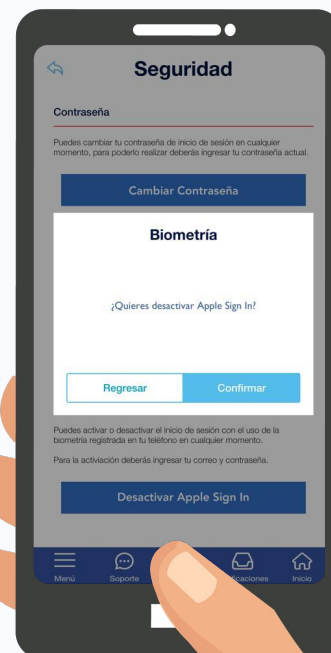 Seguridad
Contraseña
Puedes cambiar tu contraseña de inicio de sesión en cualquier
momento, para poderlo realizar deberás ingresar tu contraseña actual.
Cambiar Contraseña
Biometría
¿Quieres desactivar Apple Sign In?
Regresar Confirmar
Puedes activar o desactivar el inicio de sesión con el uso de la
biometría registrada en tu teléfono en cualquier momento.
Para la activiación deberás ingresar tu correo y contraseña.
Desactivar Apple Sign In
Menú Soporte Inicio